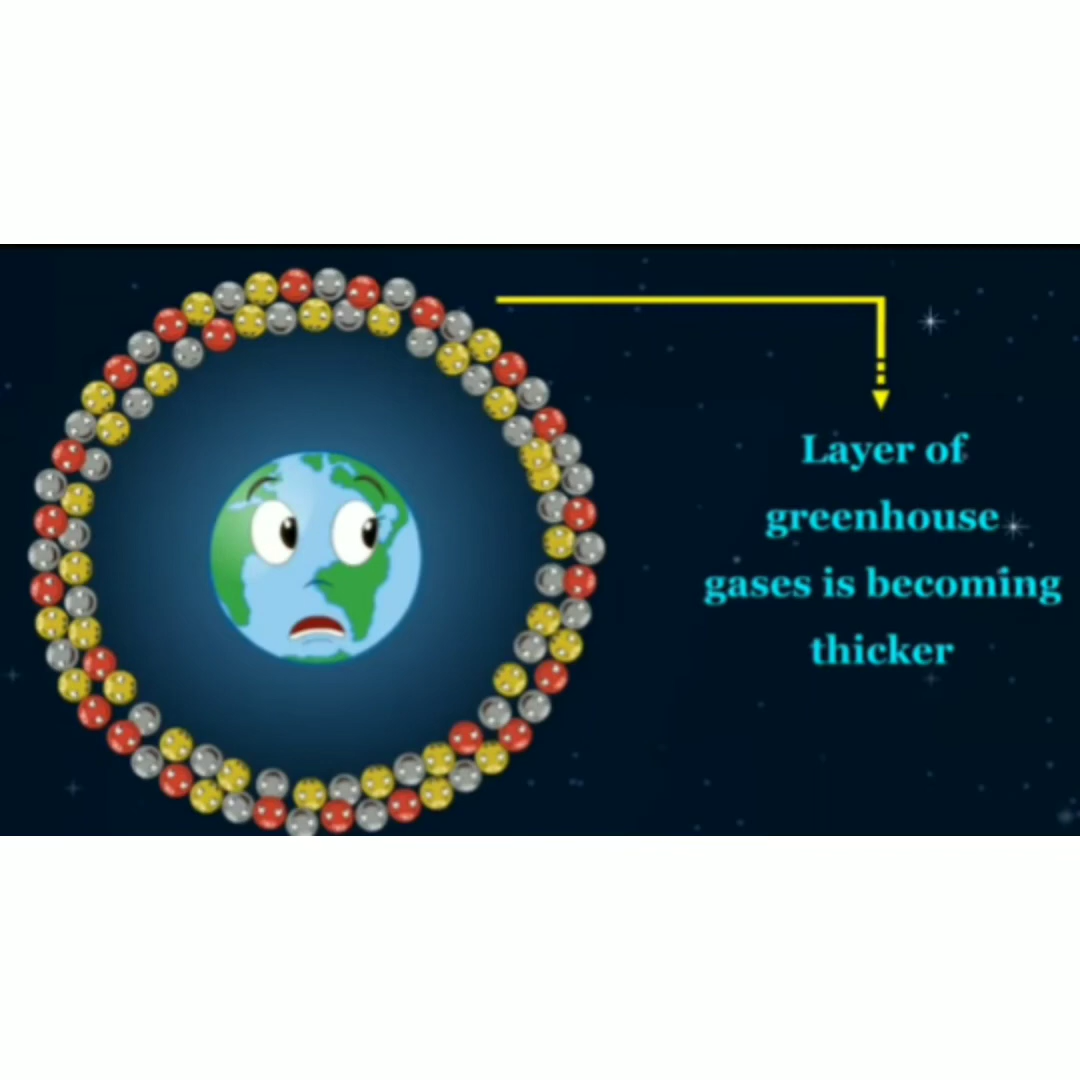 Layer of
greenhouse
gases is becoming
thicker